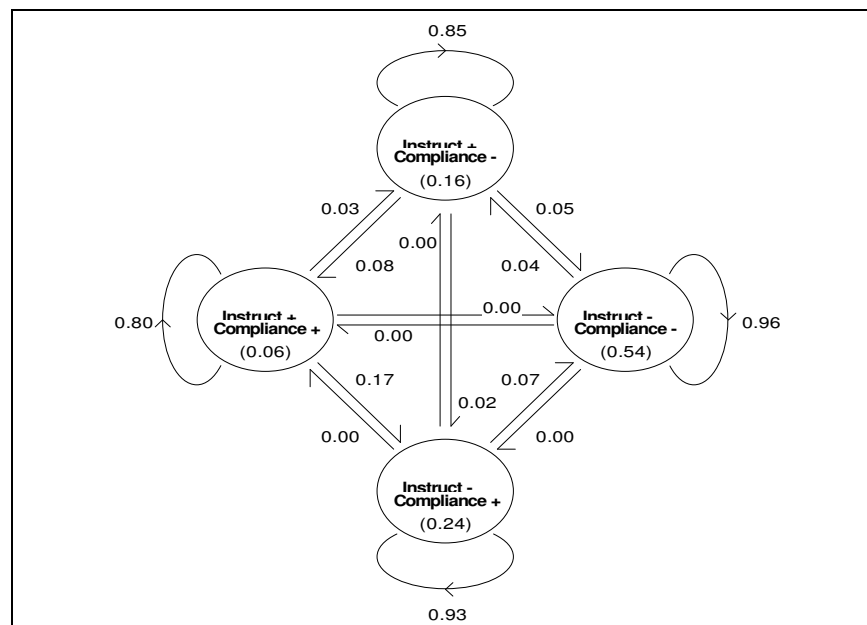 0.85
Instruct +
Compliance -
(0.16)
0.03
0.05
0.00
0.08
0.04
Instruct +
Compliance +
(0.06)
0.80
0.00
0.00
Instruct -
Compliance -
(0.54)
0.96
0.17
0.07
0.02
0.00
0.00
Instruct -
Compliance +
(0.24)
0.93